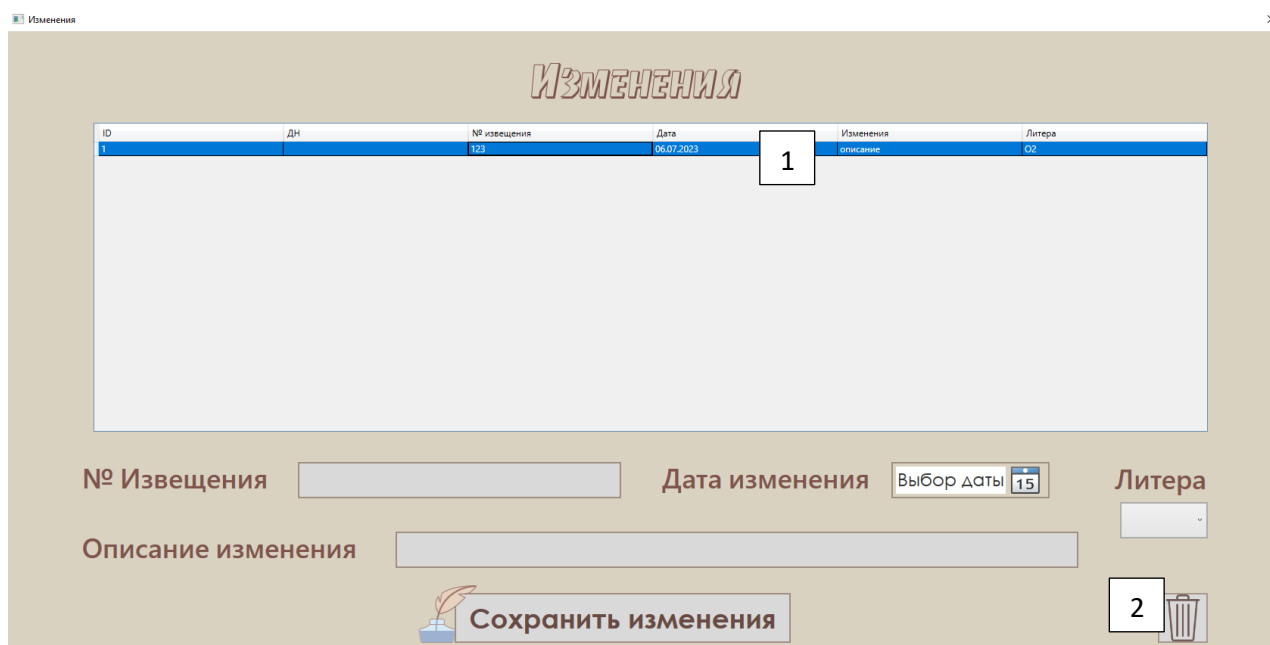 Изменения
Изменения
ID ДН № извещения Дата Изменения Литера
1 123 06.07.2023 описание О2
1
№ Извещения Дата изменения Выбор даты 15 Литера
Описание изменения
Сохранить изменения
2